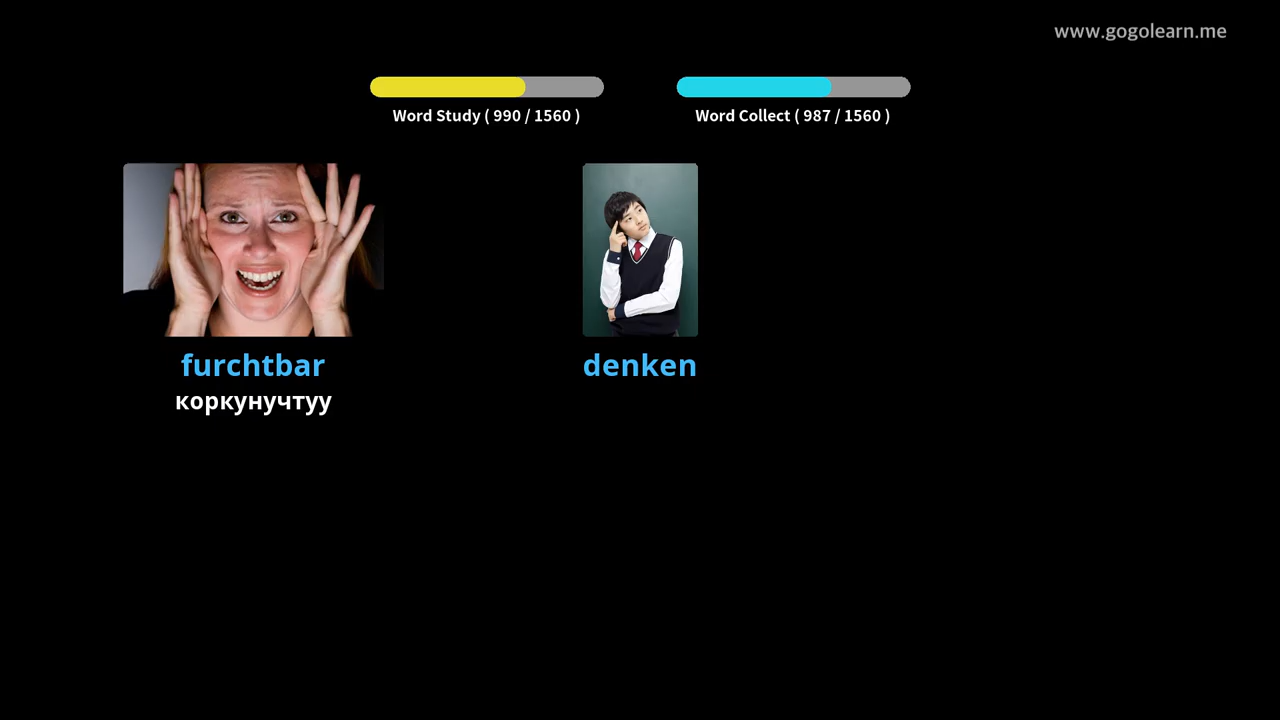 www.gogolearn.me
Word Study ( 990 / 1560 )
Word Collect ( 987 / 1560 )
furchtbar
коркунучтуу
denken